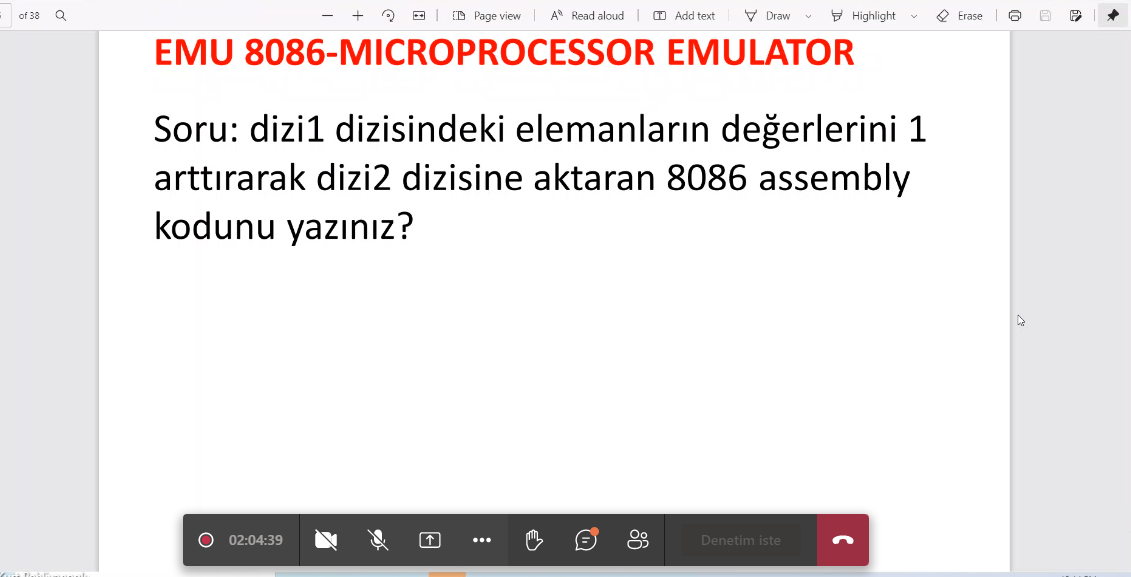 of 38
Page view
Read aloud
Add text
Draw
Highlight
Erase
EMU 8086-MICROPROCESSOR EMULATOR
Soru: dizi1 dizisindeki elemanların değerlerini 1
arttırarak dizi2 dizisine aktaran 8086 assembly
kodunu yazınız?
02:04:39
Denetim iste